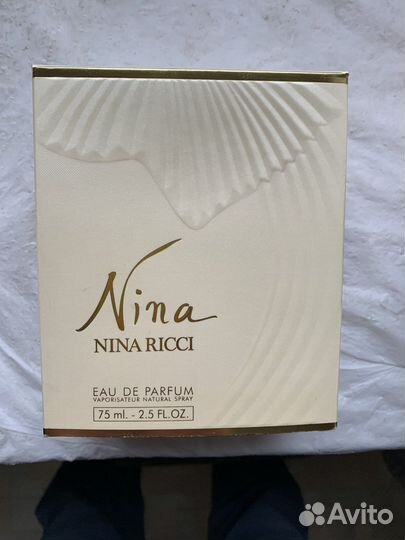 Nina
NINA RICCI
EAU DE PARFUM
VAPORISATEUR NATURAL SPRAY
75 ml. - 2.5 FL.OZ.
Avito